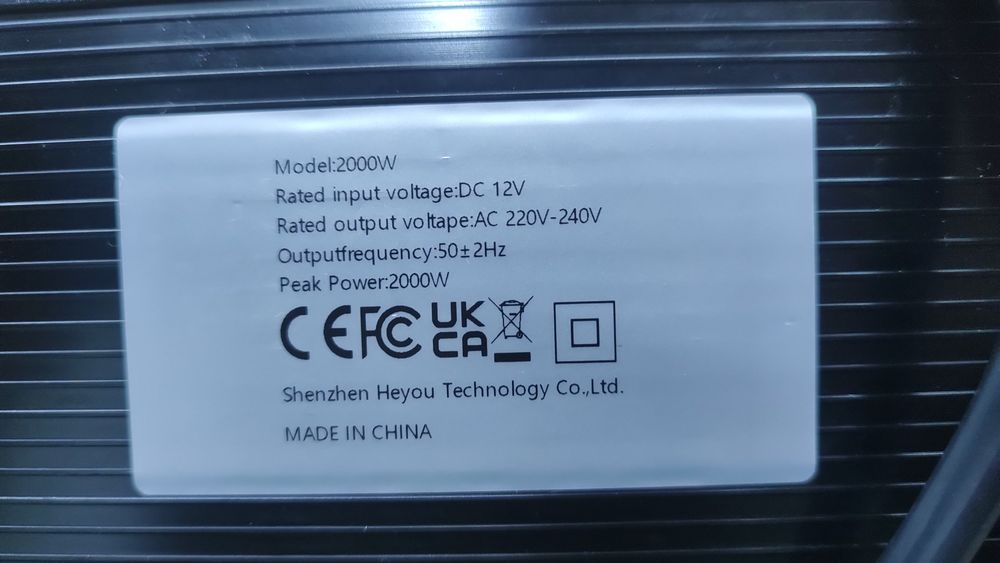 Model:2000W
Rated input voltage:DC 12V
Rated output voltape:AC 220V-240V
Outputfrequency:50±2Hz
Peak Power:2000W
CE FC UK
CA
Shenzhen Heyou Technology Co.,Ltd.
MADE IN CHINA